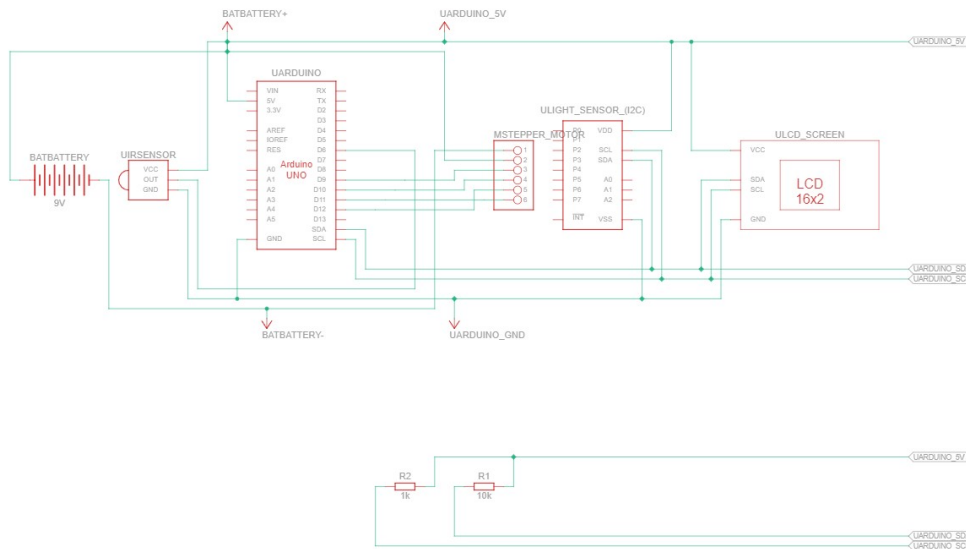 BATBATTERY+
UARDUINO_5V
UARDUINO_5V
UARDUINO
VIN
5V
3.3V
AREF
IOREF
RES
A0
A1
A2
A3
A4
A5
GND
RX
TX
D2
D3
D4
D5
D6
D7
D8
D9
D10
D11
D12
D13
SDA
SCL
Arduino
UNO
BATBATTERY
9V
UIRSENSOR
VCC
OUT
GND
MSTEPPER_MOTOR
1
2
3
4
5
6
ULIGHT_SENSOR_(I2C)
P0
P1
P2
P3
P4
P5
P6
P7
INT
VDD
SCL
SDA
A0
A1
A2
VSS
ULCD_SCREEN
VCC
SDA
SCL
GND
LCD
16x2
UARDUINO_SD
UARDUINO_SC
BATBATTERY-
UARDUINO_GND
UARDUINO_5V
R2
1k
R1
10k
UARDUINO_SD
UARDUINO_SC